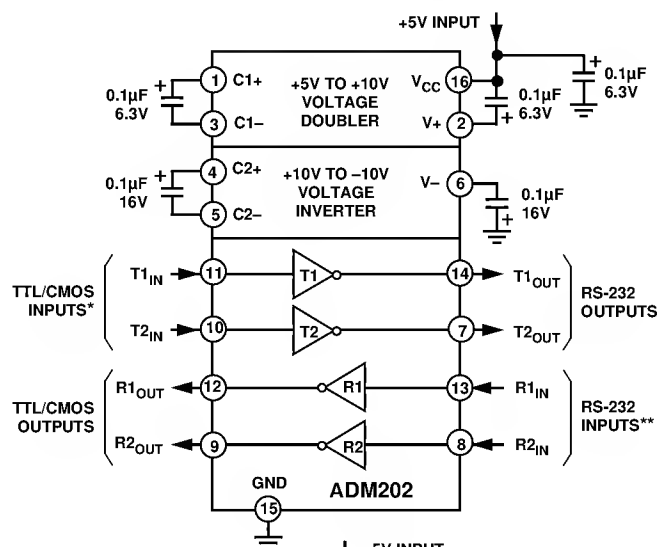 +5V INPUT
1 C1+
+5V TO +10V
VOLTAGE
DOUBLER
VCC 16
0.1µF
6.3V
3 C1–
V+ 2
0.1µF
6.3V
0.1µF
6.3V
4 C2+
+10V TO –10V
VOLTAGE
INVERTER
V– 6
0.1µF
16V
5 C2–
0.1µF
16V
TTL/CMOS
INPUTS*
T1IN 11 T1 14 T1OUT
T2IN 10 T2 7 T2OUT
RS-232
OUTPUTS
TTL/CMOS
OUTPUTS
R1OUT 12 R1 13 R1IN
R2OUT 9 R2 8 R2IN
RS-232
INPUTS**
GND
15
ADM202